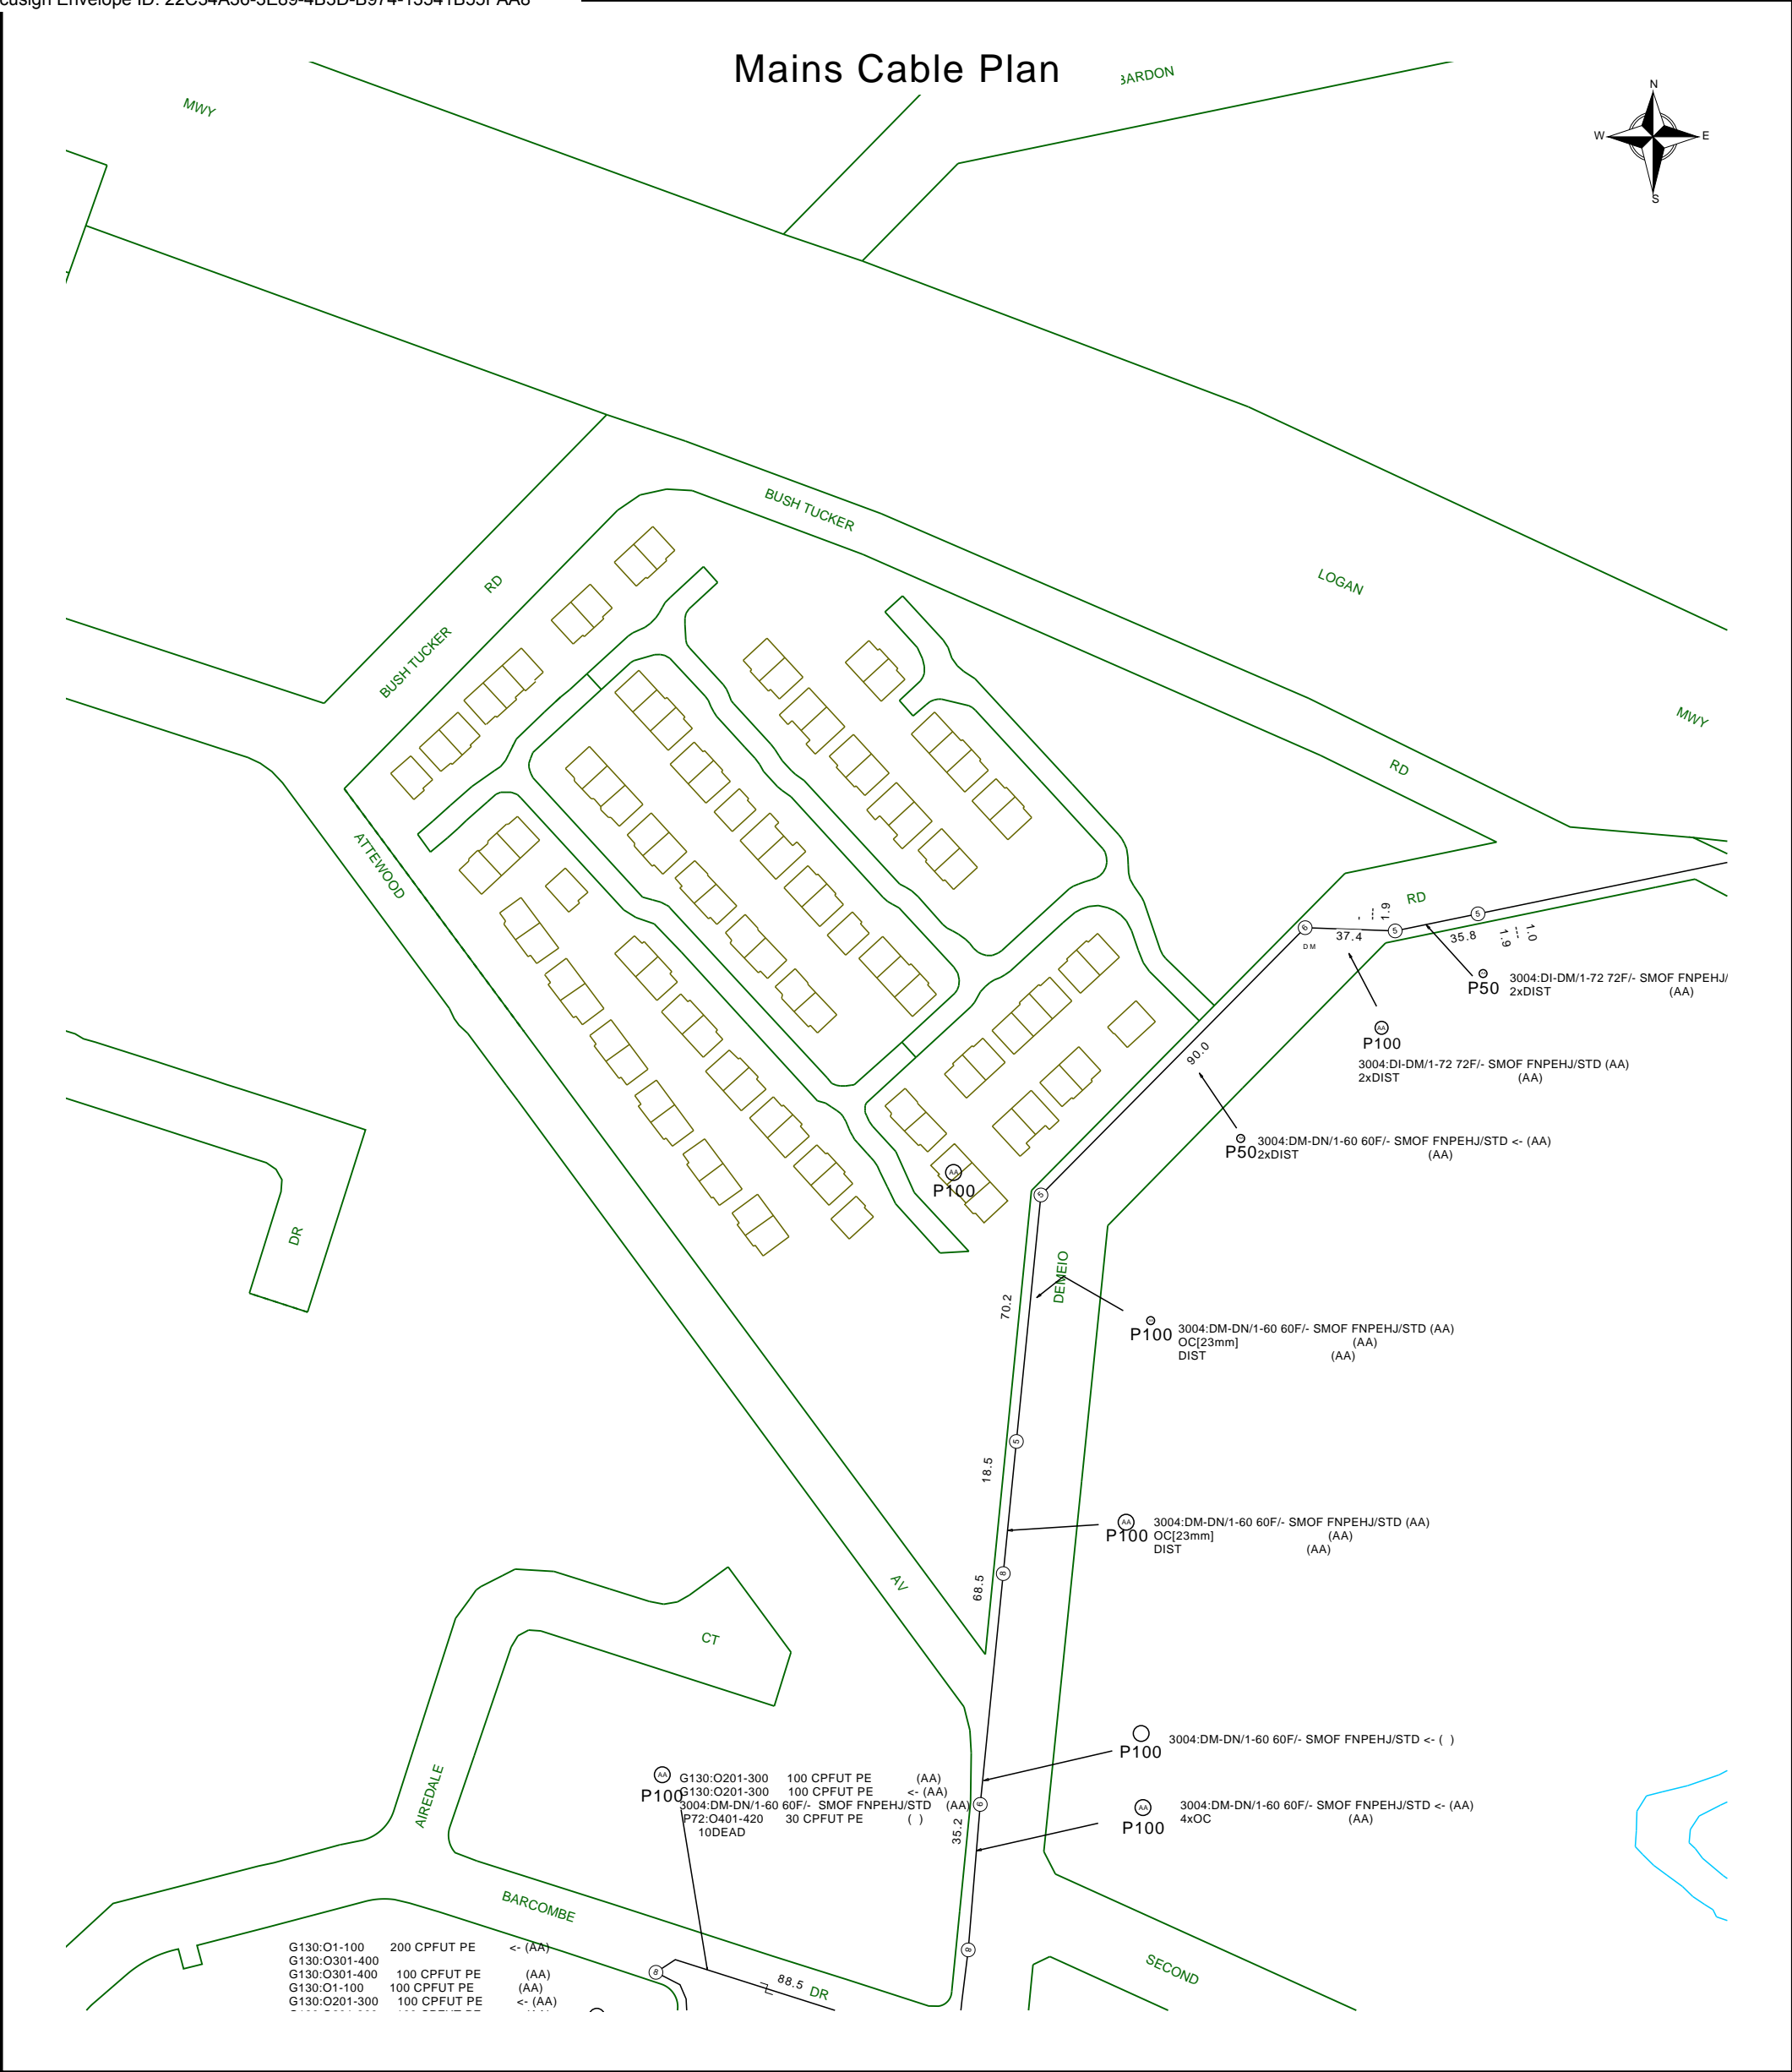 Mains Cable Plan
MWY
N
W
E
S
BUSH TUCKER
RD
BUSH TUCKER
LOGAN
MWY
RD
ATTEWOOD
RD
1.9
37.4
DM
35.8
1.9
1.0
P50
3004:DI-DM/1-72 72F/- SMOF FNPEHJ/
2xDIST (AA)
AA
P100
3004:DI-DM/1-72 72F/- SMOF FNPEHJ/STD (AA)
2xDIST (AA)
6
5
5
90.0
P50
3004:DM-DN/1-60 60F/- SMOF FNPEHJ/STD <- (AA)
2xDIST (AA)
AA
P100
5
DR
DEMEIO
70.2
P100
3004:DM-DN/1-60 60F/- SMOF FNPEHJ/STD (AA)
OC[23mm] (AA)
DIST (AA)
5
18.5
AA
P100
3004:DM-DN/1-60 60F/- SMOF FNPEHJ/STD (AA)
OC[23mm] (AA)
DIST (AA)
8
68.5
AV
CT
P100
3004:DM-DN/1-60 60F/- SMOF FNPEHJ/STD <- ( )
AIREDALE
AA
P100
G130:O201-300 100 CPFUT PE (AA)
G130:O201-300 100 CPFUT PE <- (AA)
3004:DM-DN/1-60 60F/- SMOF FNPEHJ/STD (AA)
P72:O401-420 30 CPFUT PE ( )
10DEAD
35.2
AA
P100
3004:DM-DN/1-60 60F/- SMOF FNPEHJ/STD <- (AA)
4xOC (AA)
BARCOMBE
8
SECOND
G130:O1-100 200 CPFUT PE <- (AA)
G130:O301-400
G130:O301-400 100 CPFUT PE (AA)
G130:O1-100 100 CPFUT PE (AA)
G130:O201-300 100 CPFUT PE <- (AA)
8
88.5
DR